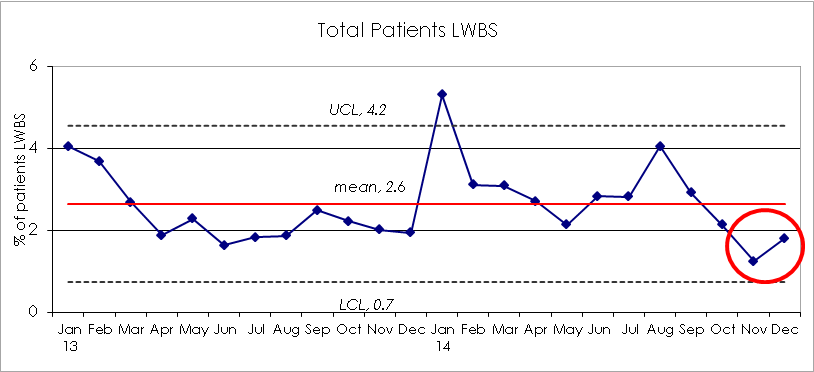 Total Patients LWBS
% of patients LWBS
6
4
2
0
UCL, 4.2
mean, 2.6
LCL, 0.7
Jan Feb Mar Apr May Jun Jul Aug Sep Oct Nov Dec Jan Feb Mar Apr May Jun Jul Aug Sep Oct Nov Dec
13 14